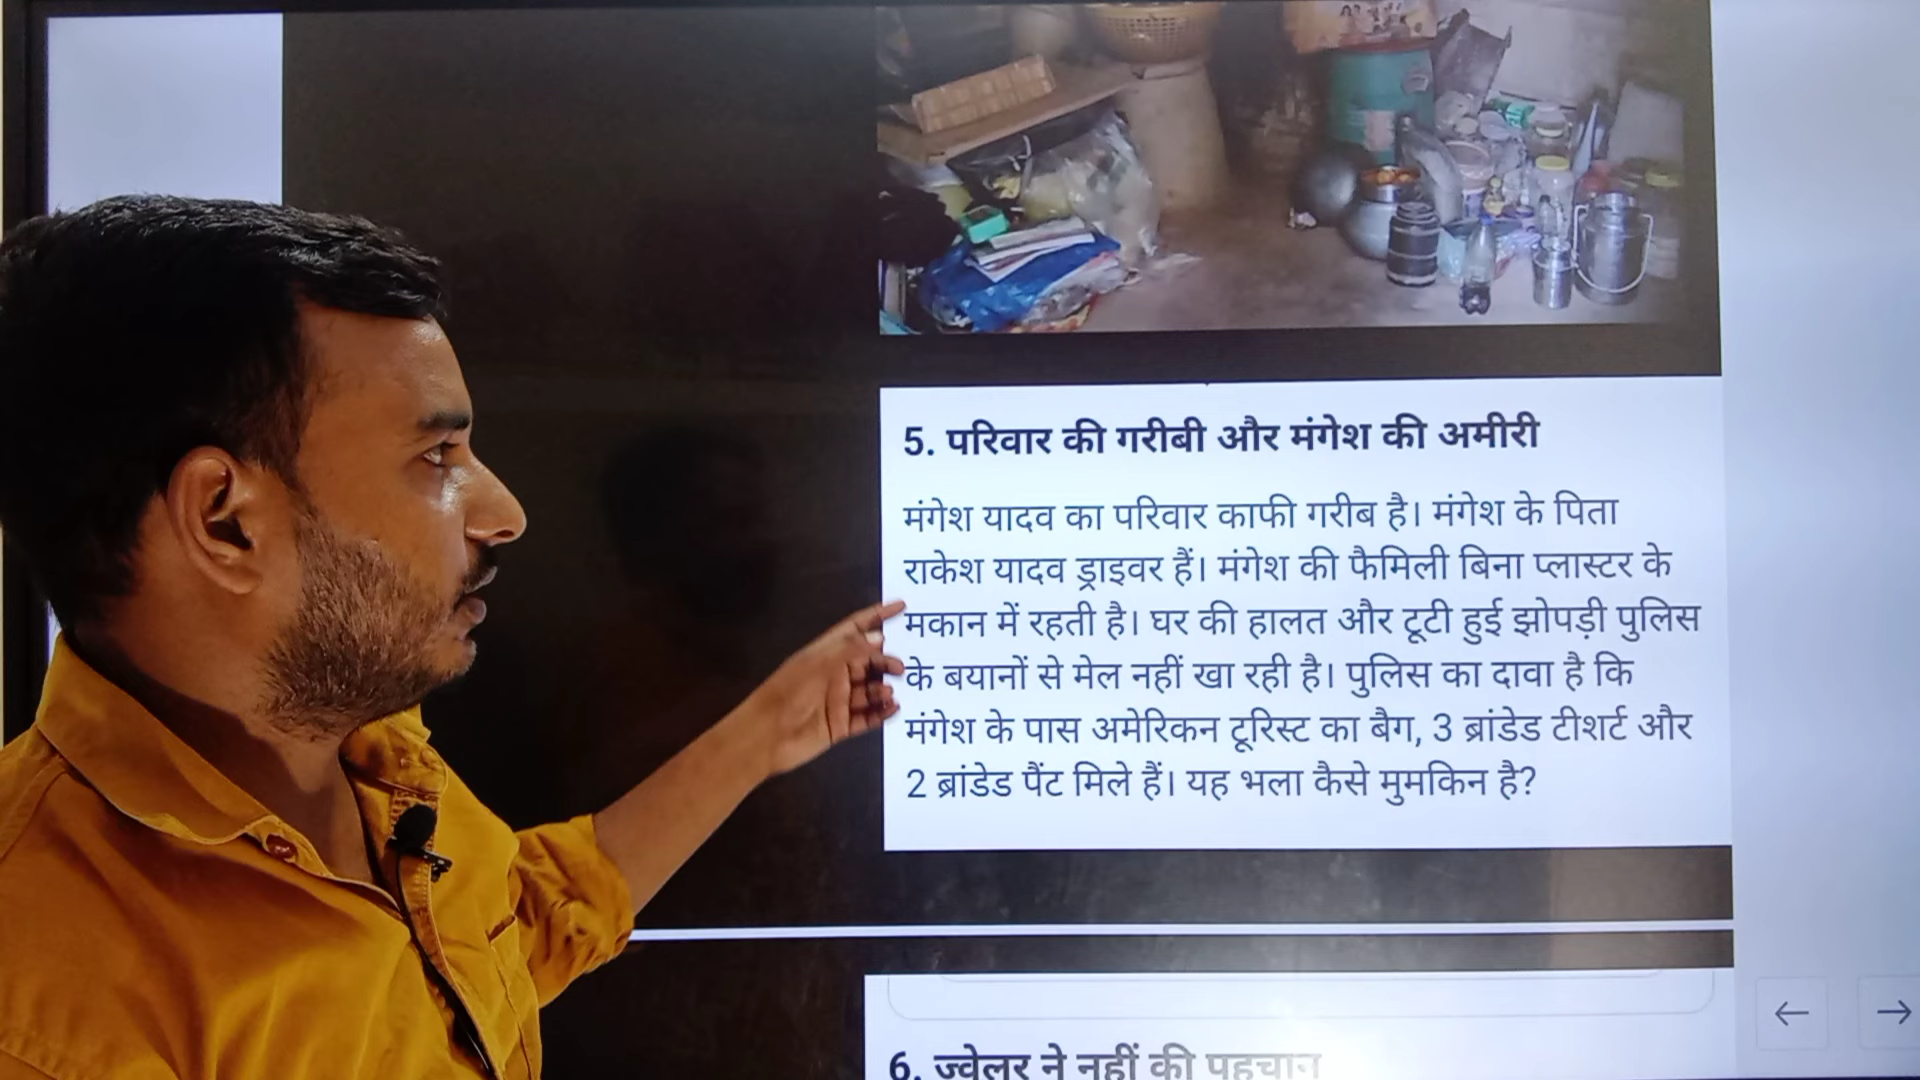 5. परिवार की गरीबी और मंगेश की अमीरी
मंगेश यादव का परिवार काफी गरीब है। मंगेश के पिता
राकेश यादव ड्राइवर हैं। मंगेश की फैमिली बिना प्लास्टर के
मकान में रहती है। घर की हालत और टूटी हुई झोपड़ी पुलिस
के बयानों से मेल नहीं खा रही है। पुलिस का दावा है कि
मंगेश के पास अमेरिकन टूरिस्ट का बैग, 3 ब्रांडेड टीशर्ट और
2 ब्रांडेड पैंट मिले हैं। यह भला कैसे मुमकिन है?
6. ज्वेलर ने नहीं की पहचान